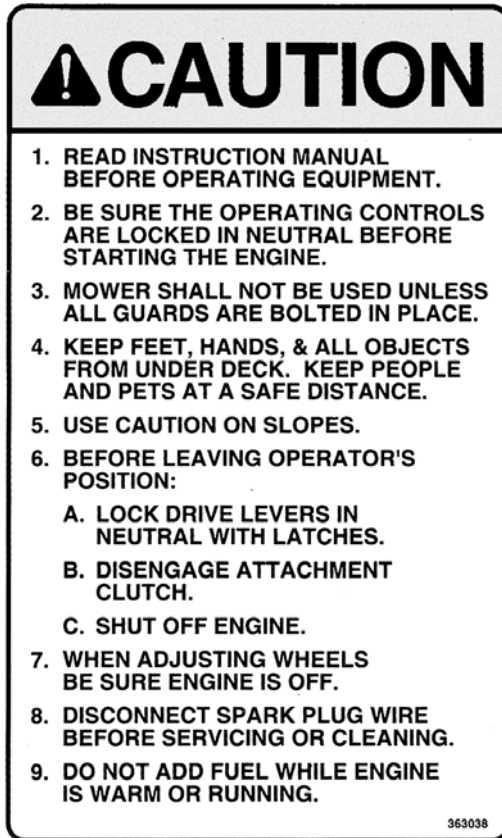 CAUTION
1. READ INSTRUCTION MANUAL
BEFORE OPERATING EQUIPMENT.
2. BE SURE THE OPERATING CONTROLS
ARE LOCKED IN NEUTRAL BEFORE
STARTING THE ENGINE.
3. MOWER SHALL NOT BE USED UNLESS
ALL GUARDS ARE BOLTED IN PLACE.
4. KEEP FEET, HANDS, & ALL OBJECTS
FROM UNDER DECK. KEEP PEOPLE
AND PETS AT A SAFE DISTANCE.
5. USE CAUTION ON SLOPES.
6. BEFORE LEAVING OPERATOR'S
POSITION:
A. LOCK DRIVE LEVERS IN
NEUTRAL WITH LATCHES.
B. DISENGAGE ATTACHMENT
CLUTCH.
C. SHUT OFF ENGINE.
7. WHEN ADJUSTING WHEELS
BE SURE ENGINE IS OFF.
8. DISCONNECT SPARK PLUG WIRE
BEFORE SERVICING OR CLEANING.
9. DO NOT ADD FUEL WHILE ENGINE
IS WARM OR RUNNING.
363038